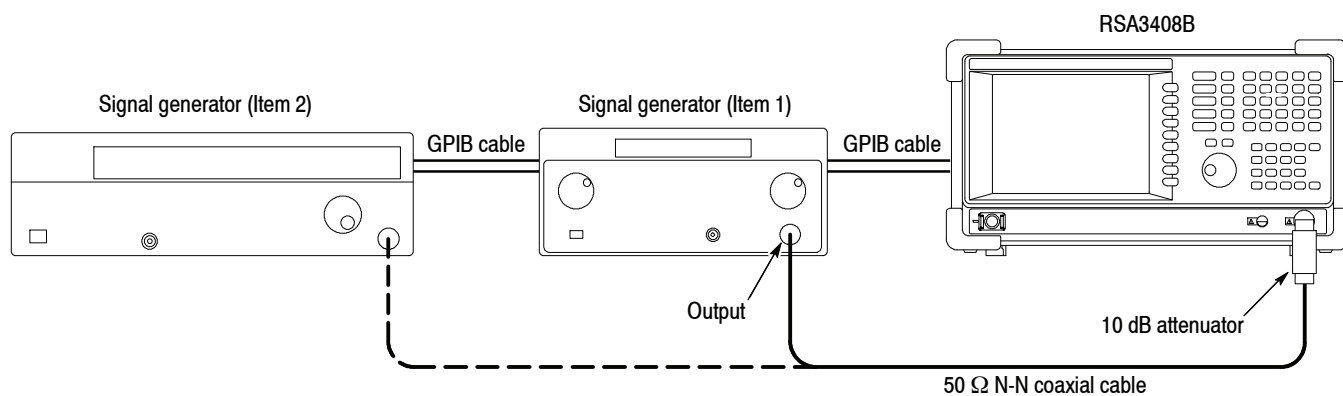 RSA3408B
Signal generator (Item 2)
Signal generator (Item 1)
GPIB cable
GPIB cable
Output
10 dB attenuator
50 Ω N-N coaxial cable